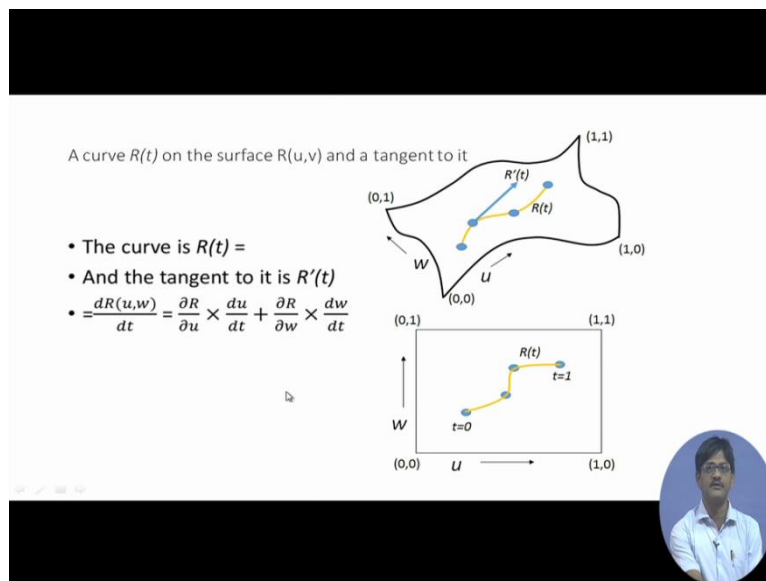 A curve R(t) on the surface R(u,v) and a tangent to it
• The curve is R(t) =
• And the tangent to it is R′(t)
• = dR(u,w)/dt = ∂R/∂u × du/dt + ∂R/∂w × dw/dt
(1,1)
R′(t)
(0,1)
R(t)
(1,0)
w
u
(0,0)
(0,1)
(1,1)
R(t)
t=1
w
t=0
(0,0)
u
(1,0)